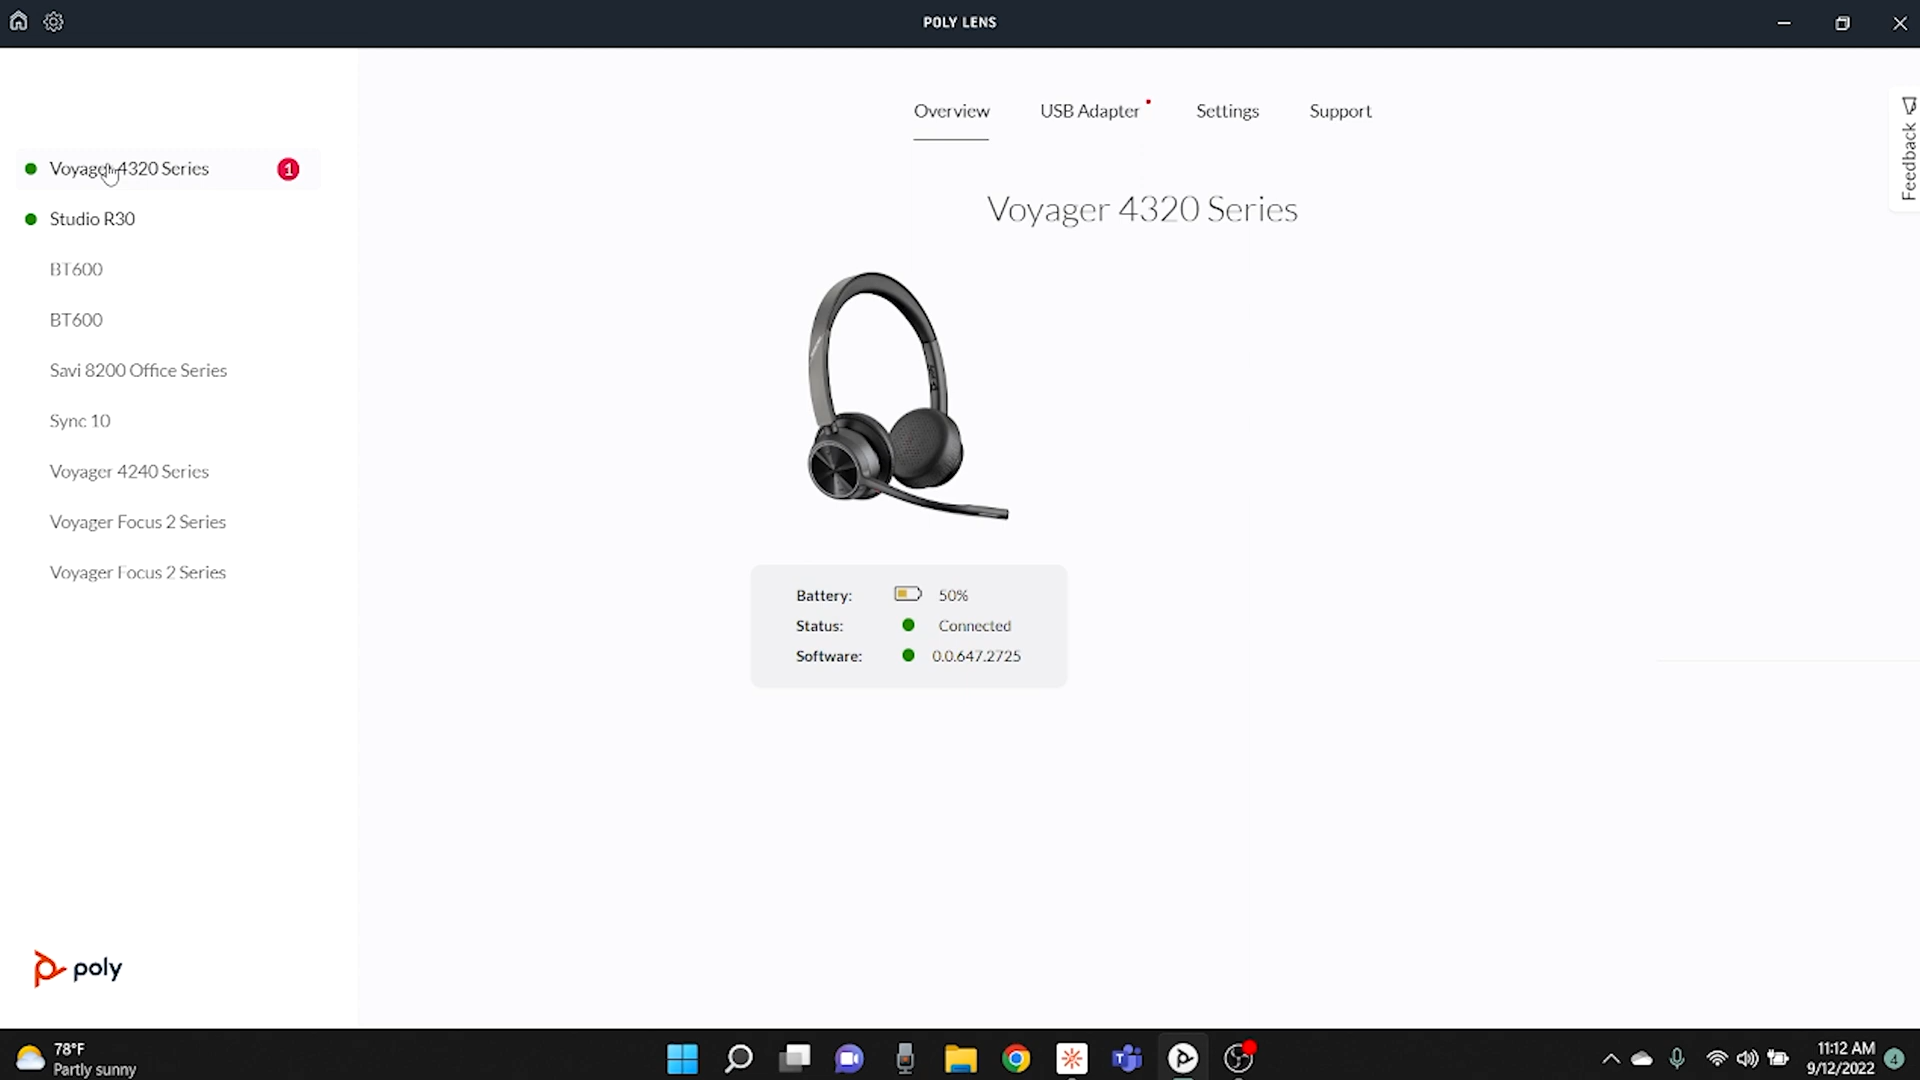 POLY LENS
Overview
USB Adapter
Settings
Support
Feedback
Voyager 4320 Series
1
Studio R30
BT600
BT600
Savi 8200 Office Series
Sync 10
Voyager 4240 Series
Voyager Focus 2 Series
Voyager Focus 2 Series
Voyager 4320 Series
Battery: 50%
Status: Connected
Software: 0.0.647.2725
poly
78°F
Partly sunny
11:12 AM
9/12/2022
4